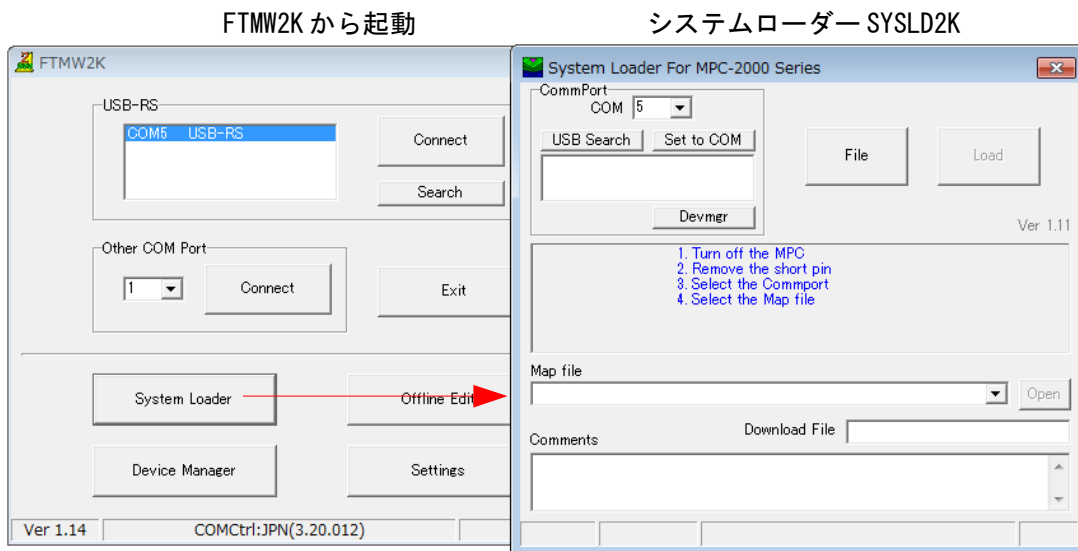 FTMW2K から起動
システムローダー SYSLD2K
FTMW2K
USB-RS
COM5 USB-RS
Connect
Search
Other COM Port
1
Connect
Exit
System Loader
Offline Edit
Device Manager
Settings
Ver 1.14
COMCtrl:JPN(3.20.012)
System Loader For MPC-2000 Series
CommPort
COM 5
USB Search
Set to COM
File
Load
Devmgr
Ver 1.11
1. Turn off the MPC
2. Remove the short pin
3. Select the Commport
4. Select the Map file
Map file
Open
Download File
Comments